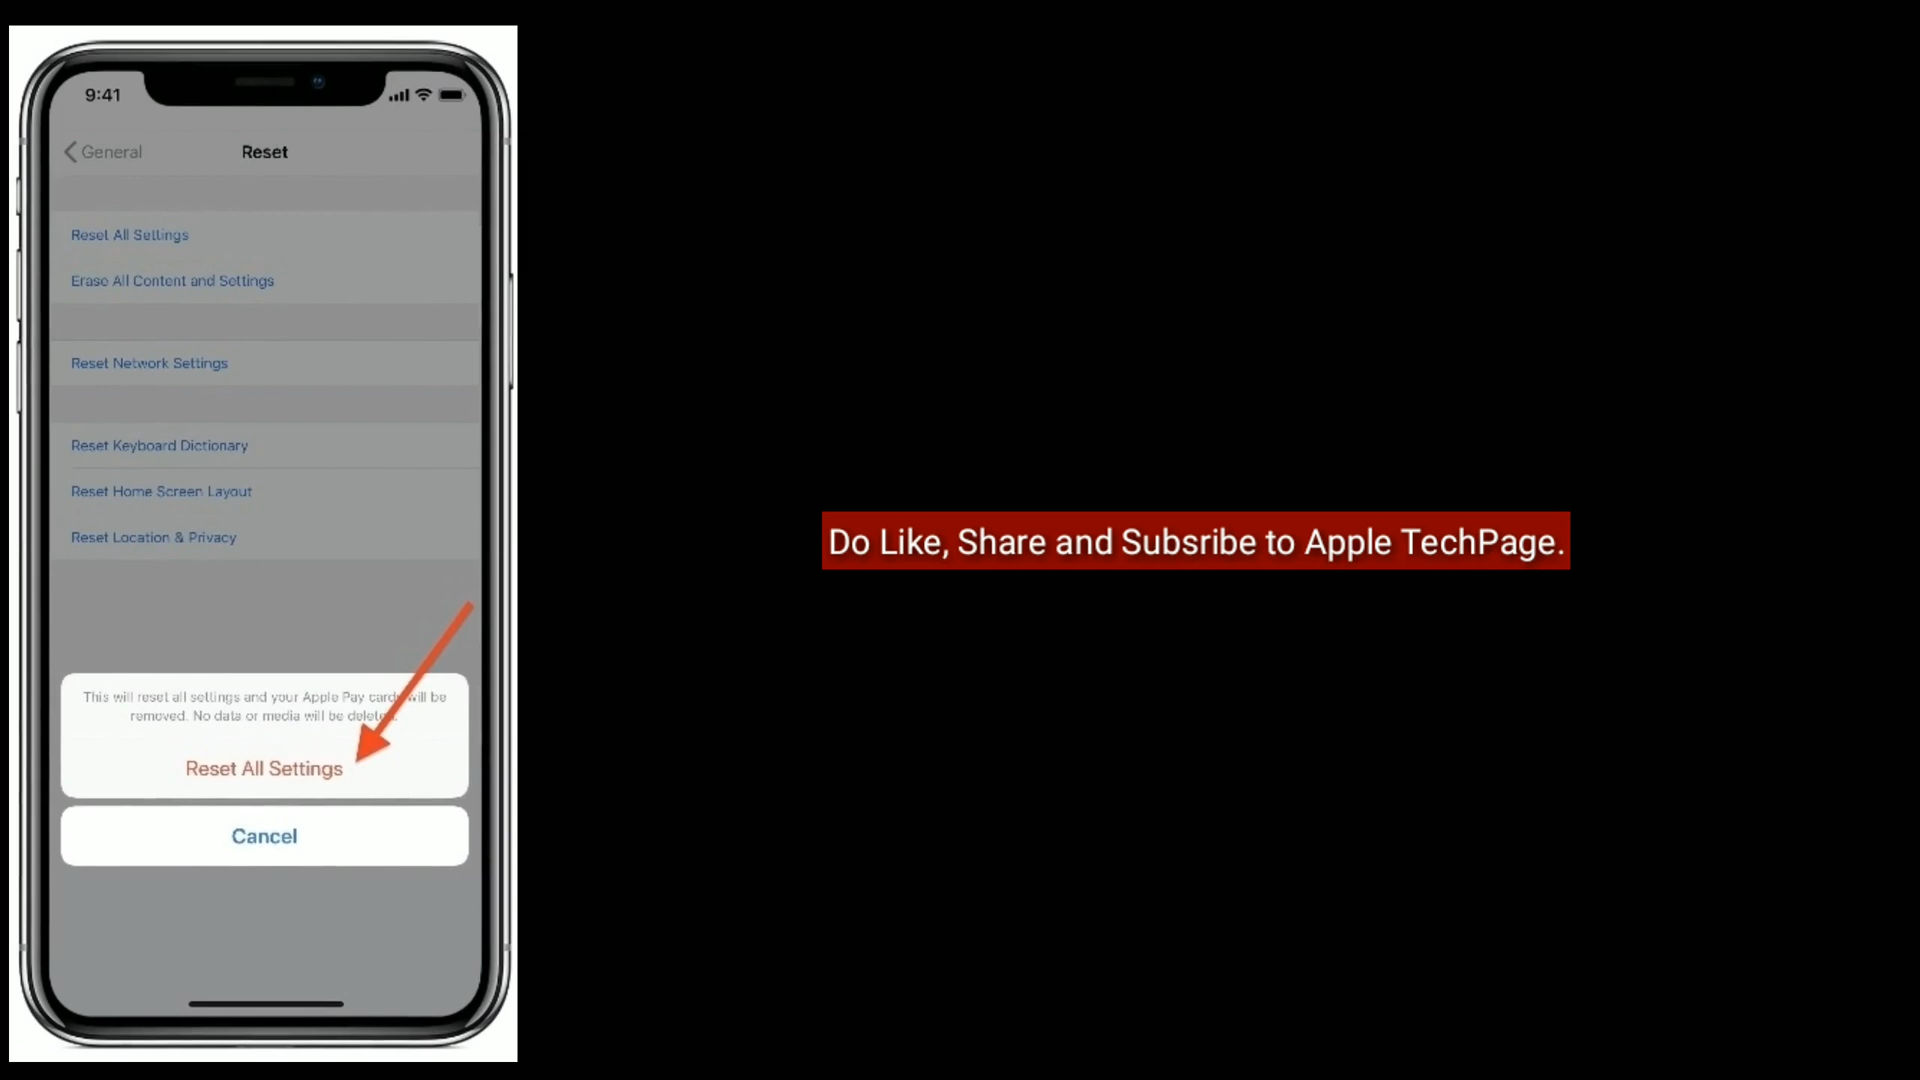 9:41
General
Reset
Reset All Settings
Erase All Content and Settings
Reset Network Settings
Reset Keyboard Dictionary
Reset Home Screen Layout
Reset Location & Privacy
This will reset all settings and your Apple Pay cards will be
removed. No data or media will be deleted.
Reset All Settings
Cancel
Do Like, Share and Subsribe to Apple TechPage.